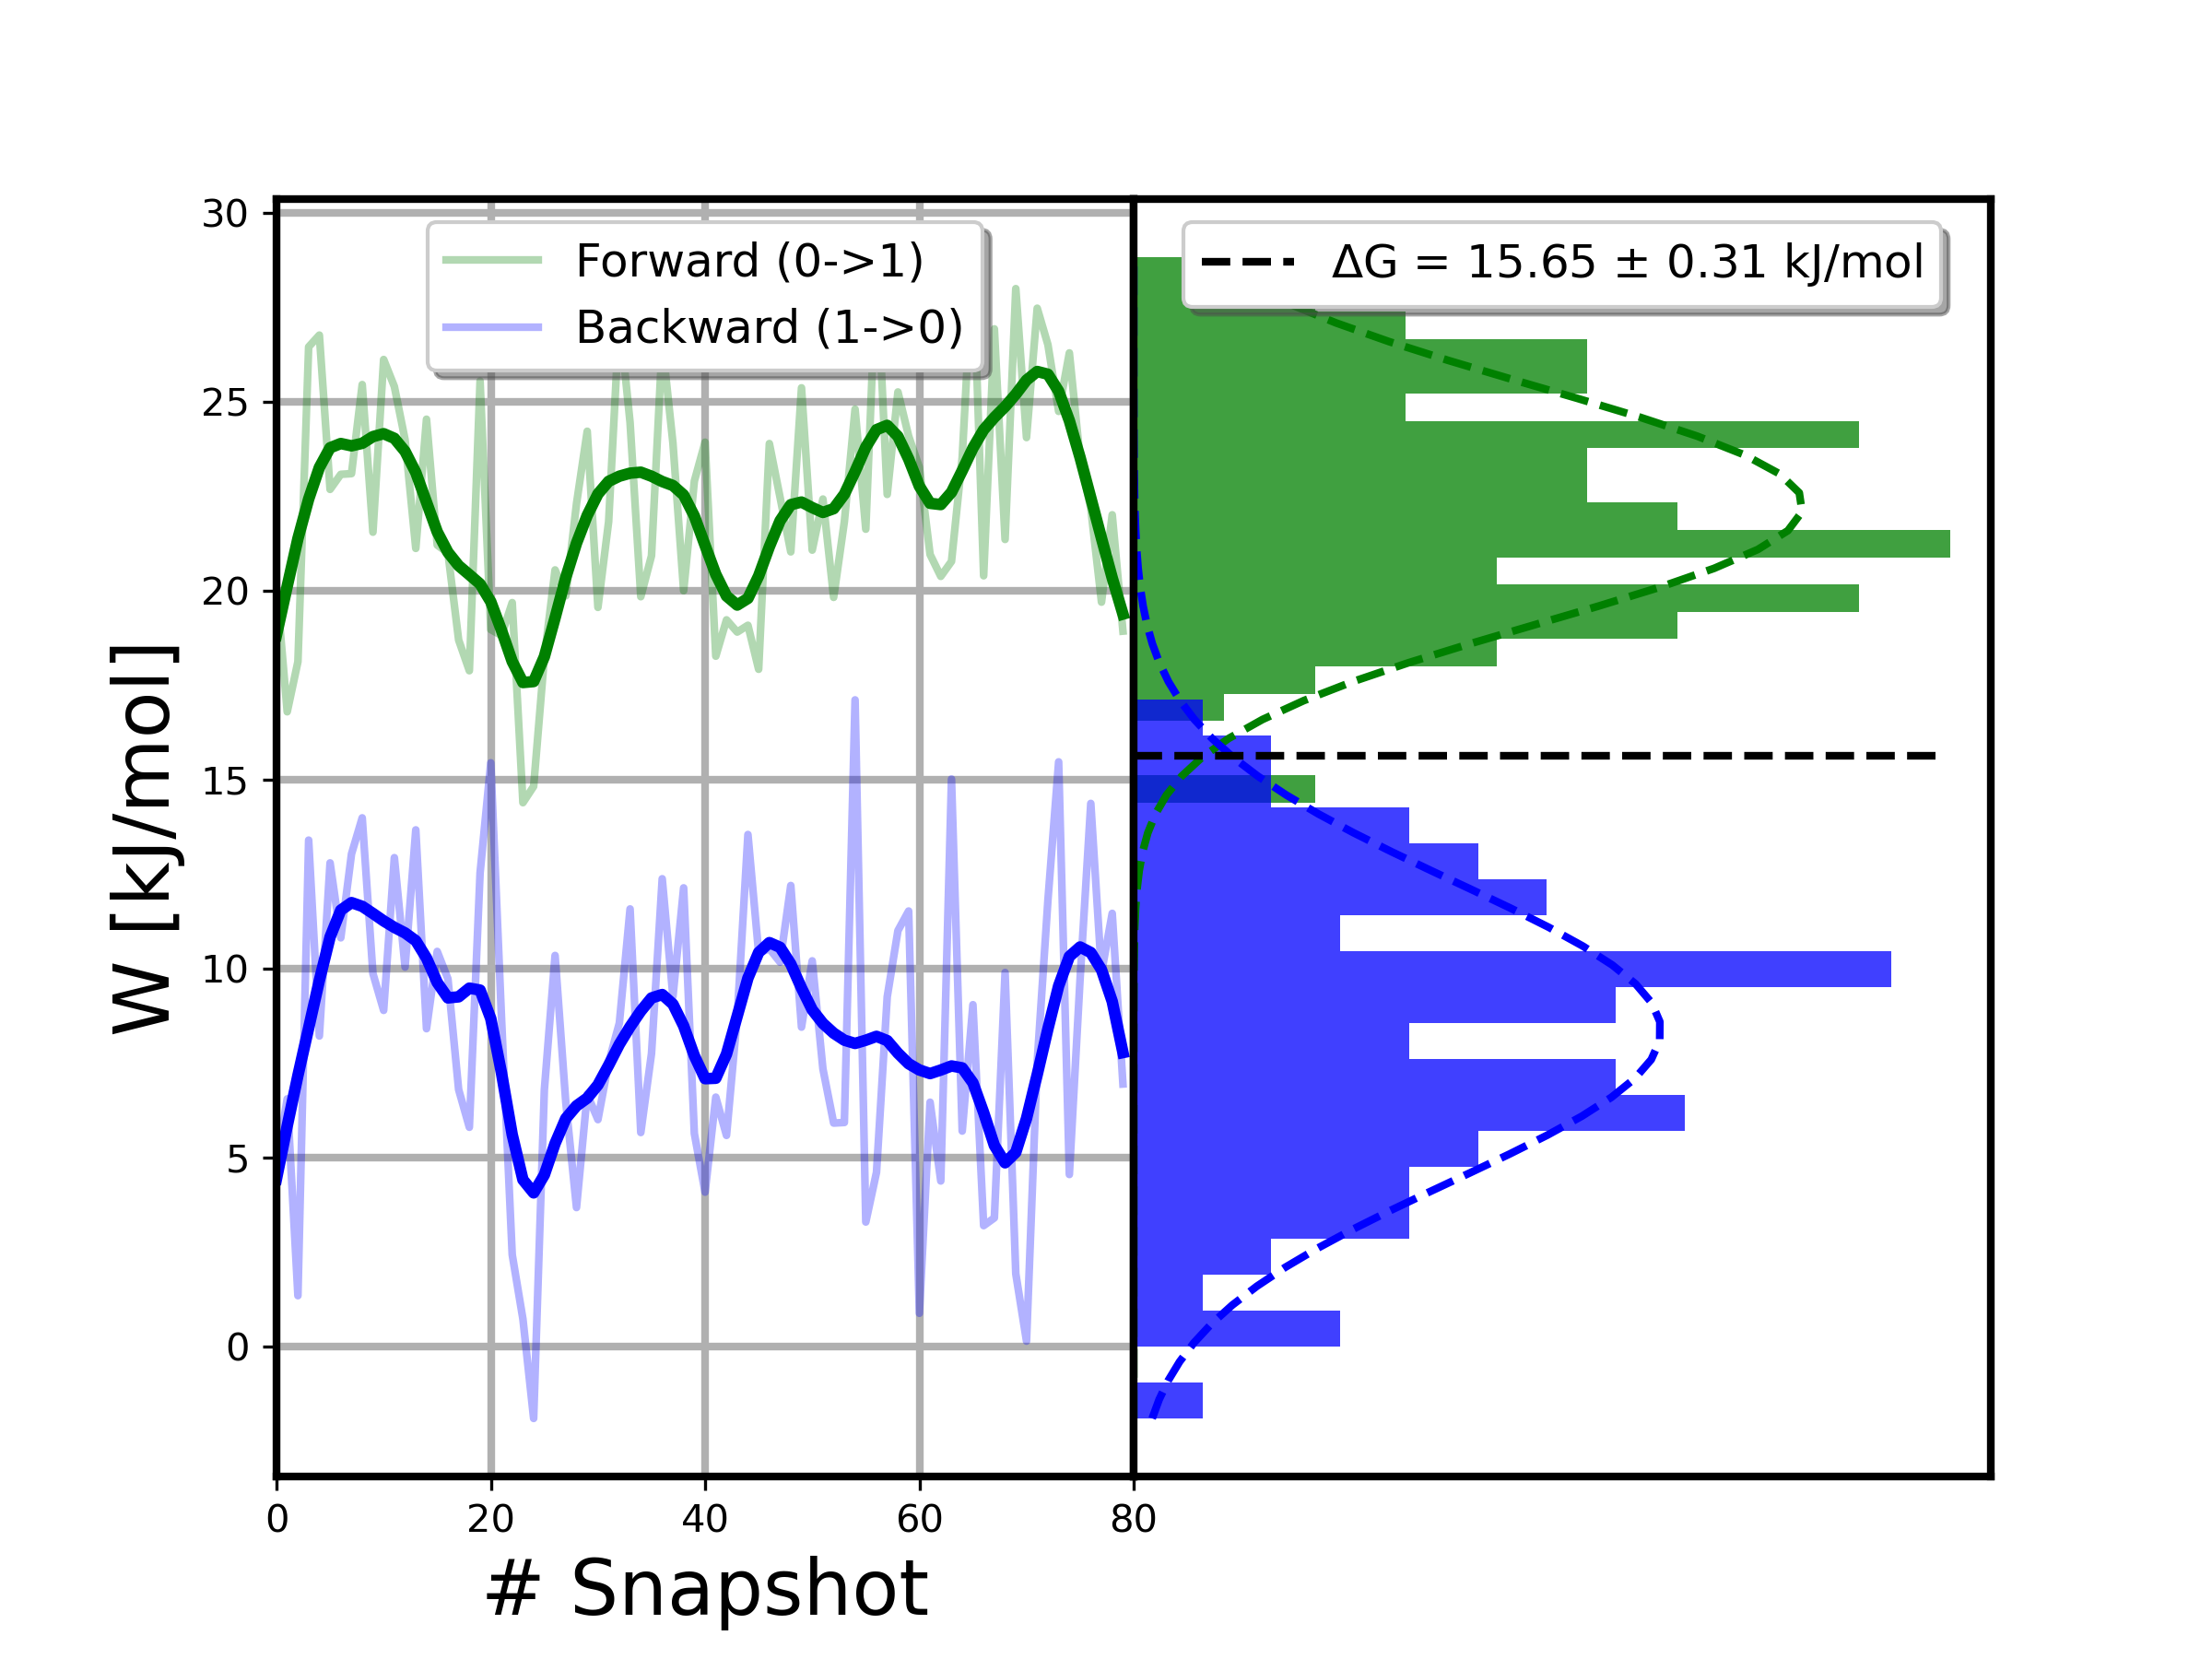 Forward (0->1)
Backward (1->0)
ΔG = 15.65 ± 0.31 kJ/mol
W [kJ/mol]
30
25
20
15
10
5
0
0 20 40 60 80
# Snapshot